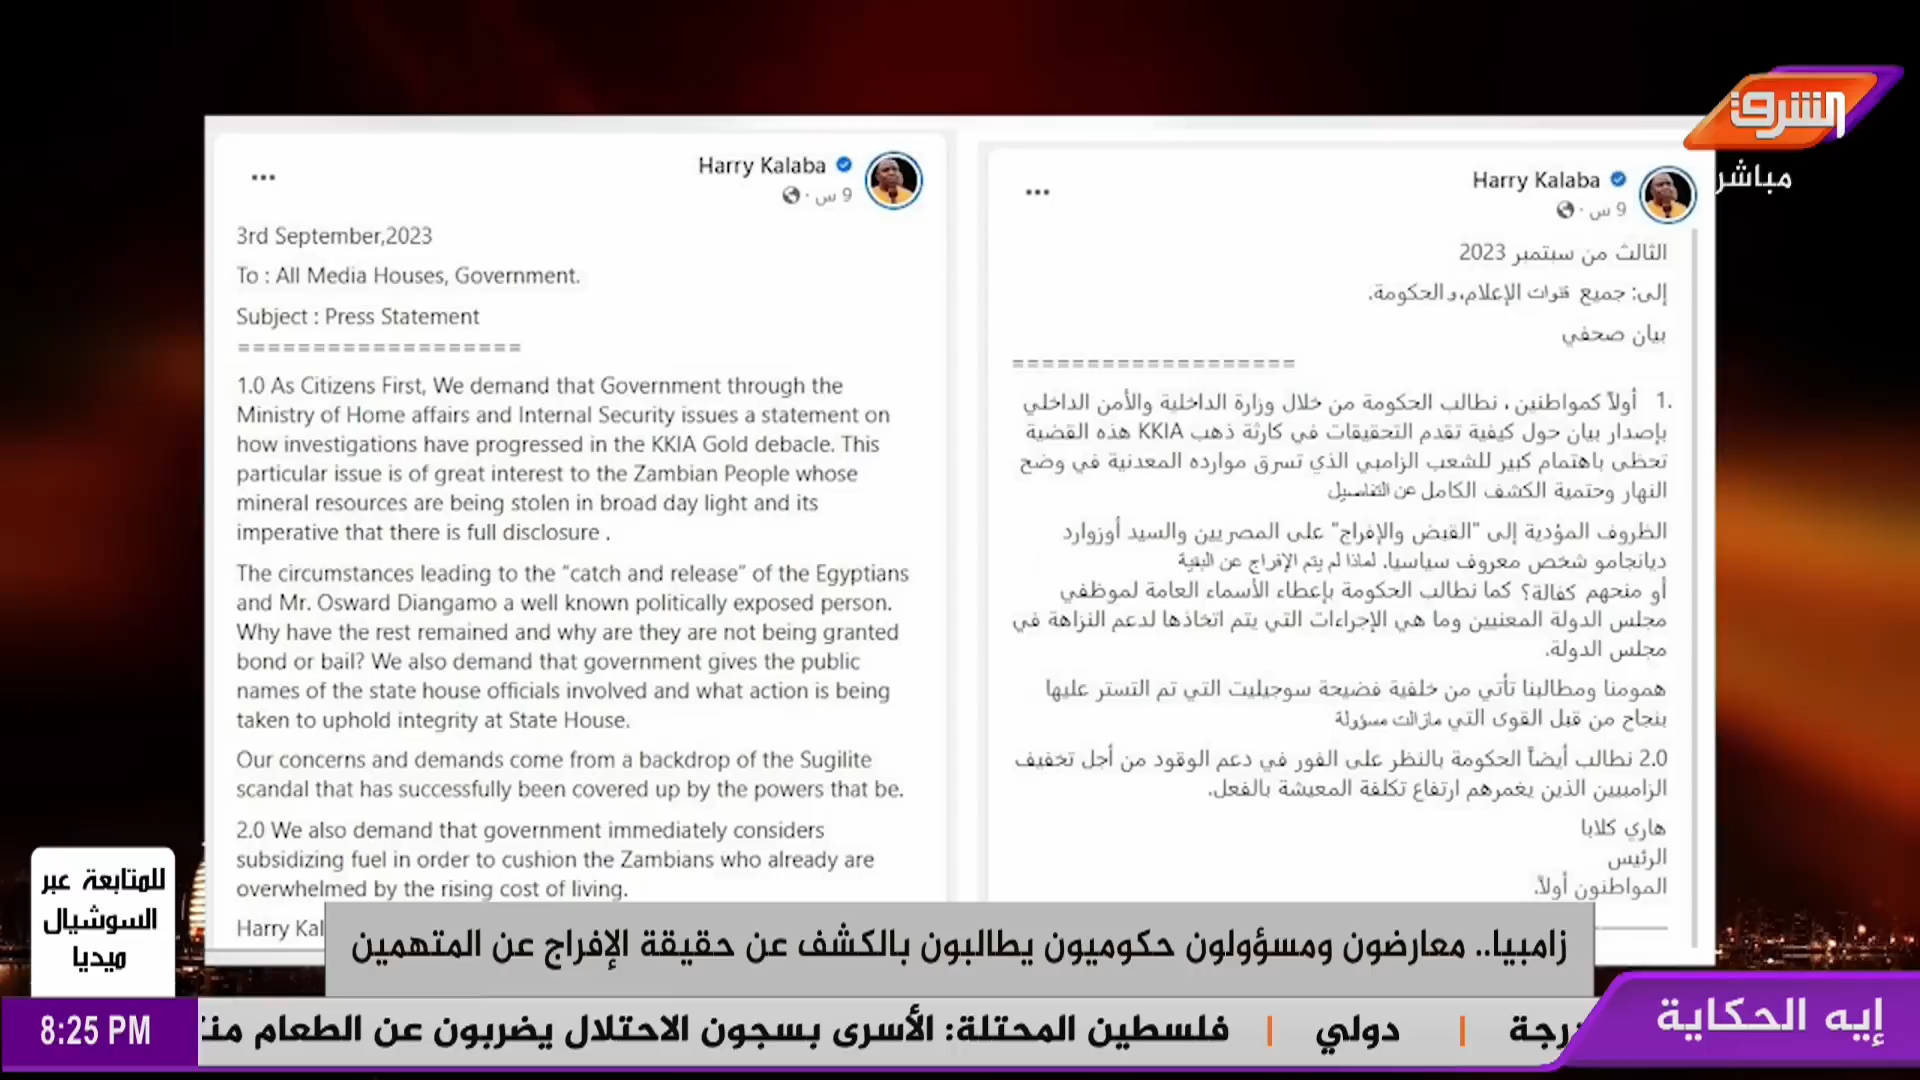 Harry Kalaba
9 س
3rd September,2023
To : All Media Houses, Government.
Subject : Press Statement
===================
1.0 As Citizens First, We demand that Government through the
Ministry of Home affairs and Internal Security issues a statement on
how investigations have progressed in the KKIA Gold debacle. This
particular issue is of great interest to the Zambian People whose
mineral resources are being stolen in broad day light and its
imperative that there is full disclosure .
The circumstances leading to the “catch and release” of the Egyptians
and Mr. Osward Diangamo a well known politically exposed person.
Why have the rest remained and why are they are not being granted
bond or bail? We also demand that government gives the public
names of the state house officials involved and what action is being
taken to uphold integrity at State House.
Our concerns and demands come from a backdrop of the Sugilite
scandal that has successfully been covered up by the powers that be.
2.0 We also demand that government immediately considers
subsidizing fuel in order to cushion the Zambians who already are
overwhelmed by the rising cost of living.
Harry Kal
Harry Kalaba
9 س
الثالث من سبتمبر 2023
إلى: جميع قنوات الإعلام، والحكومة.
بيان صحفي
===================
1. أولاً كمواطنين ، نطالب الحكومة من خلال وزارة الداخلية والأمن الداخلي
بإصدار بيان حول كيفية تقدم التحقيقات في كارثة ذهب KKIA هذه القضية
تحظى باهتمام كبير للشعب الزامبي الذي تسرق موارده المعدنية في وضح
النهار وحتمية الكشف الكامل عن التفاصيل
الظروف المؤدية إلى "القبض والإفراج" على المصريين والسيد أوزوارد
ديانجامو شخص معروف سياسيا. لماذا لم يتم الإفراج عن البقية
أو منحهم كفالة؟ كما نطالب الحكومة بإعطاء الأسماء العامة لموظفي
مجلس الدولة المعنيين وما هي الإجراءات التي يتم اتخاذها لدعم النزاهة في
مجلس الدولة.
همومنا ومطالبنا تأتي من خلفية فضيحة سوجيليت التي تم التستر عليها
بنجاح من قبل القوى التي مازالت مسؤولة
2.0 نطالب أيضاً الحكومة بالنظر على الفور في دعم الوقود من أجل تخفيف
الزامبيين الذين يغمرهم ارتفاع تكلفة المعيشة بالفعل.
هاري كلابا
الرئيس
المواطنون أولاً.
الشرق
مباشر
للمتابعة عبر
السوشيال
ميديا
زامبيا.. معارضون ومسؤولون حكوميون يطالبون بالكشف عن حقيقة الإفراج عن المتهمين
إيه الحكاية
درجة | دولي | فلسطين المحتلة: الأسرى بسجون الاحتلال يضربون عن الطعام منذ
8:25 PM